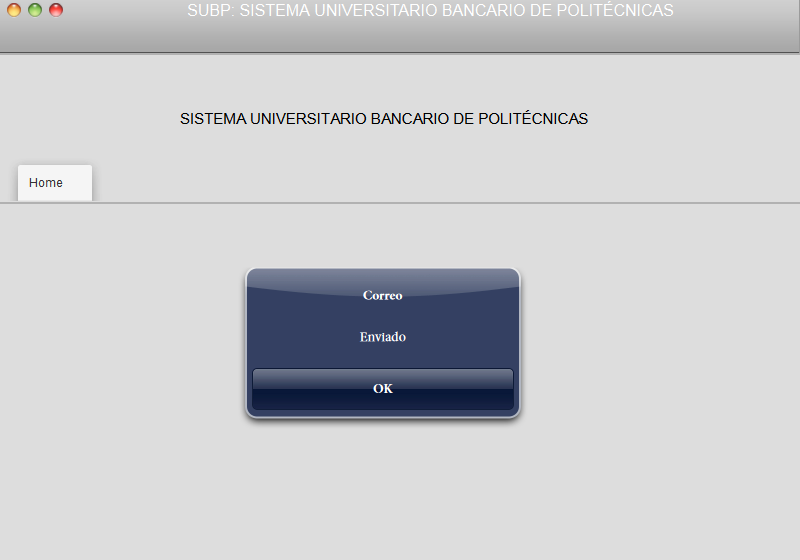 SUBP: SISTEMA UNIVERSITARIO BANCARIO DE POLITÉCNICAS
SISTEMA UNIVERSITARIO BANCARIO DE POLITÉCNICAS
Home
Correo
Enviado
OK